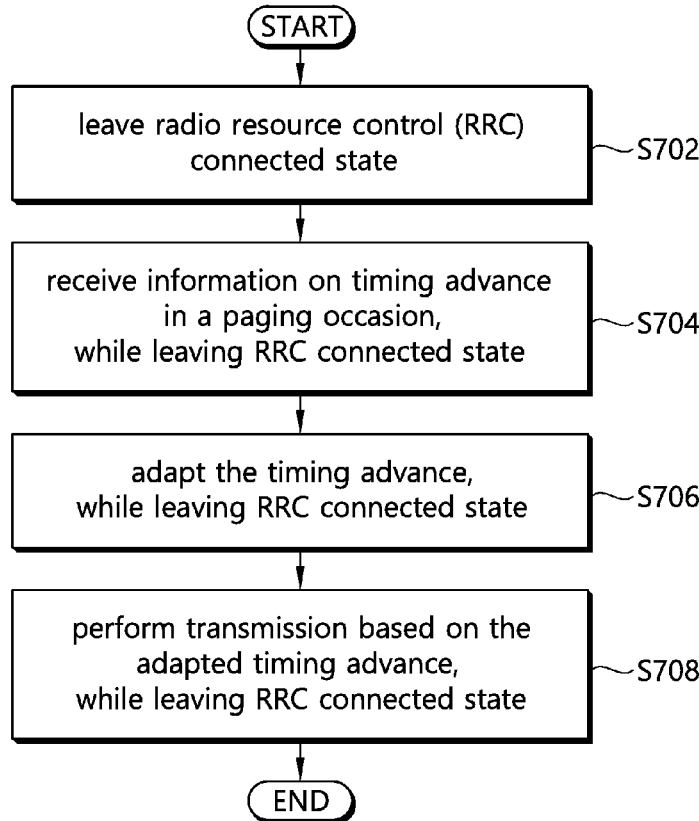 START
leave radio resource control (RRC)
connected state
S702
receive information on timing advance
in a paging occasion,
while leaving RRC connected state
S704
adapt the timing advance,
while leaving RRC connected state
S706
perform transmission based on the
adapted timing advance,
while leaving RRC connected state
S708
END